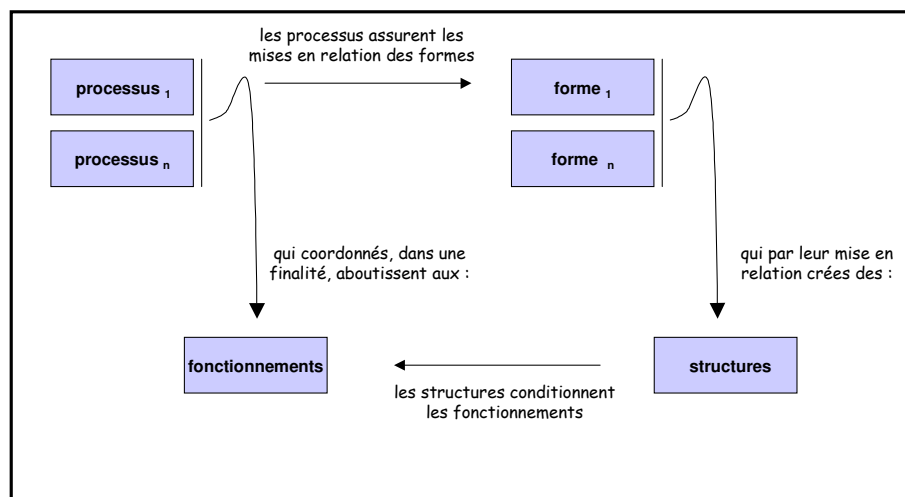 les processus assurent les
mises en relation des formes
processus 1
forme 1
processus n
forme n
qui coordonnés, dans une
finalité, aboutissent aux :
qui par leur mise en
relation crées des :
fonctionnements
structures
les structures conditionnent
les fonctionnements